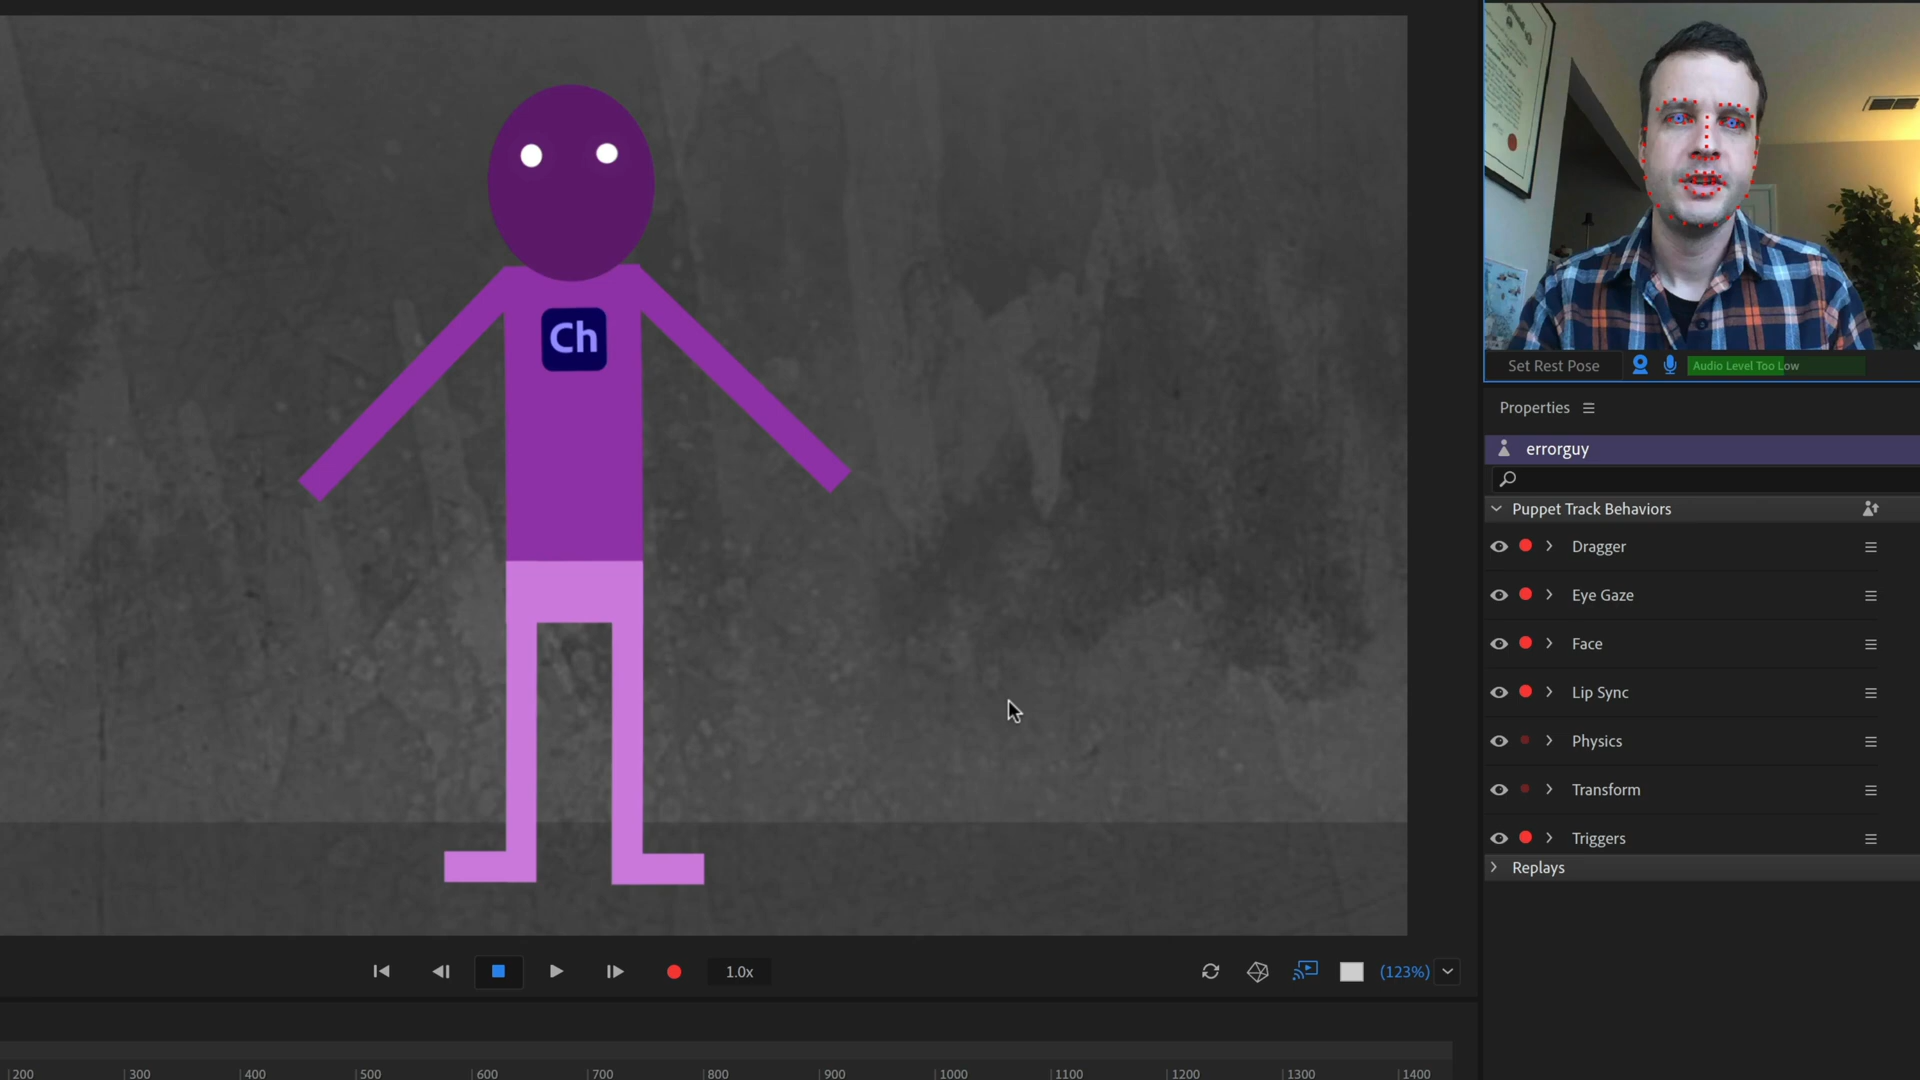 Ch
Set Rest Pose
Audio Level Too Low
Properties
errorguy
Puppet Track Behaviors
Dragger
Eye Gaze
Face
Lip Sync
Physics
Transform
Triggers
Replays
1.0x
(123%)
200 300 400 500 600 700 800 900 1000 1100 1200 1300 1400